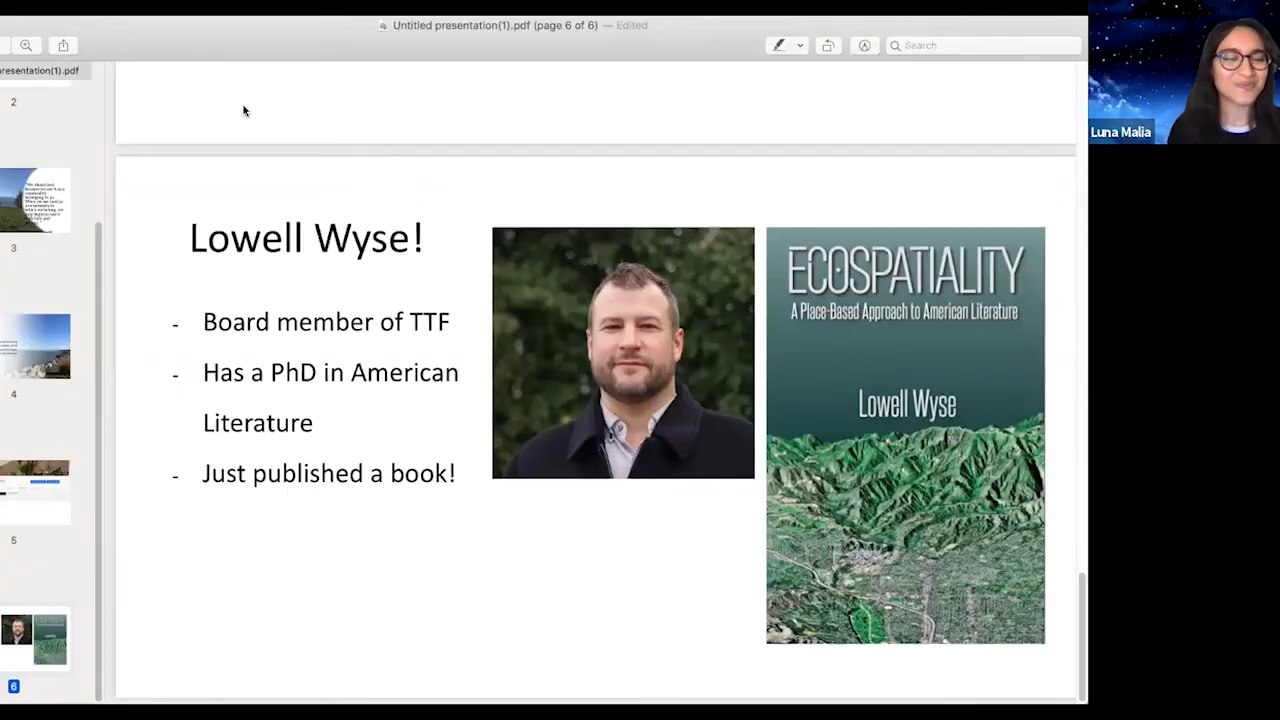 Untitled presentation(1).pdf (page 6 of 6) — Edited
Search
resentation(1).pdf
2
3
4
5
6
Lowell Wyse!
- Board member of TTF
- Has a PhD in American
Literature
- Just published a book!
ECOSPATIALITY
A Place-Based Approach to American Literature
Lowell Wyse
Luna Malia